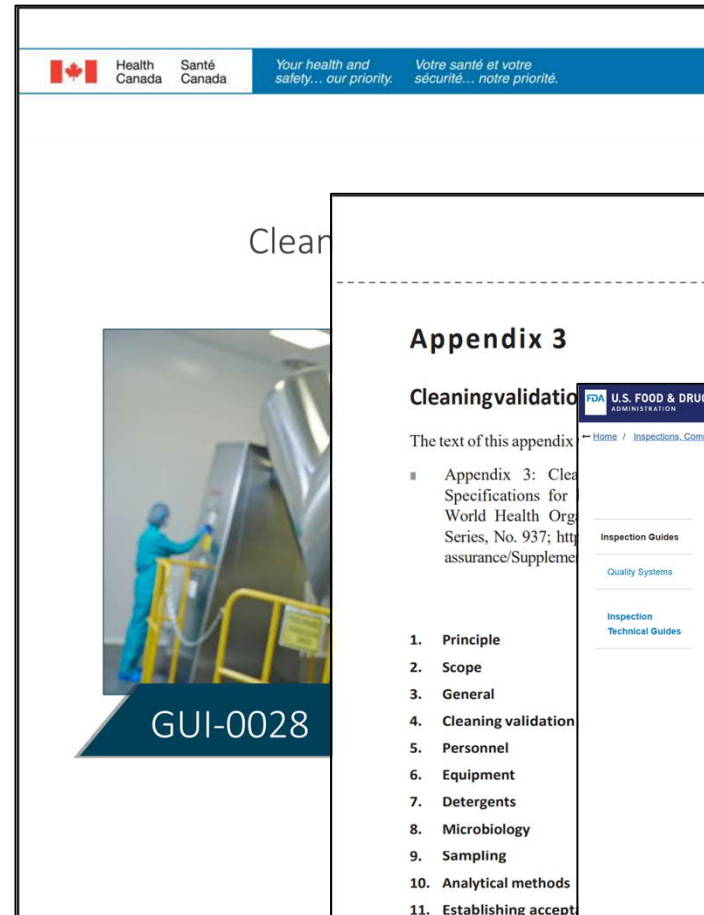 Health Canada
Santé Canada
Your health and safety... our priority.
Votre santé et votre sécurité... notre priorité.
Clean
GUI-0028
Appendix 3
Cleaningvalidatio
The text of this appendix
Appendix 3: Clea
Specifications for
World Health Orga
Series, No. 937; http
assurance/Suppleme
1. Principle
2. Scope
3. General
4. Cleaning validation
5. Personnel
6. Equipment
7. Detergents
8. Microbiology
9. Sampling
10. Analytical methods
11. Establishing accepta
FDA U.S. FOOD & DRUG
ADMINISTRATION
← Home / Inspections, Com
Inspection Guides
Quality Systems
Inspection
Technical Guides